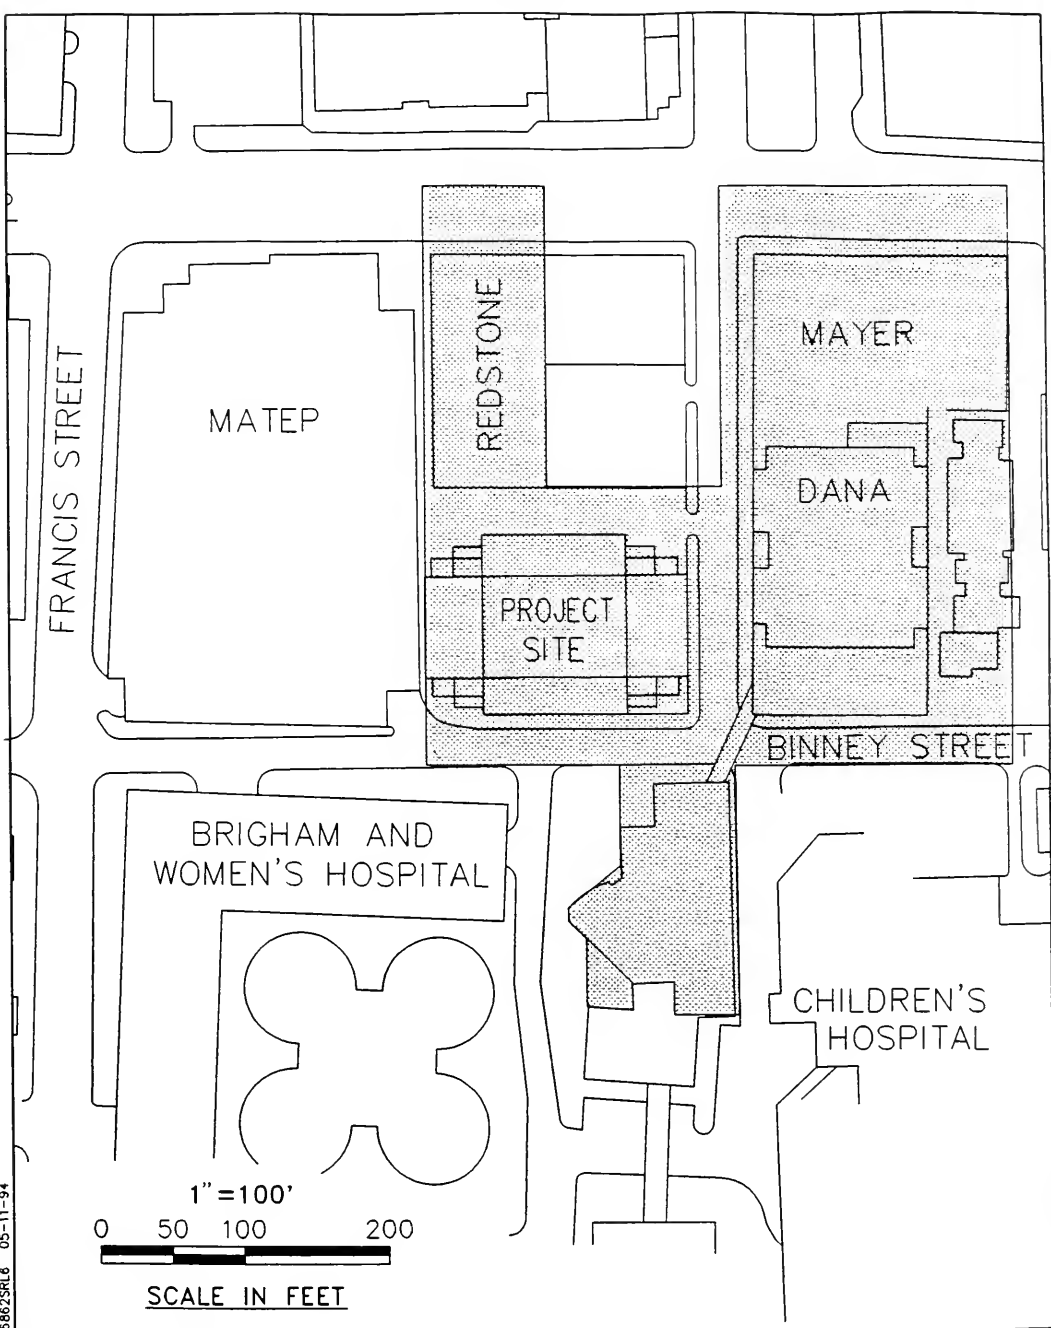 REDSTONE
MAYER
MATEP
FRANCIS STREET
DANA
PROJECT
SITE
BINNEY STREET
BRIGHAM AND
WOMEN'S HOSPITAL
CHILDREN'S
HOSPITAL
1"=100'
0 50 100 200
SCALE IN FEET
5862SRL6 05-11-94